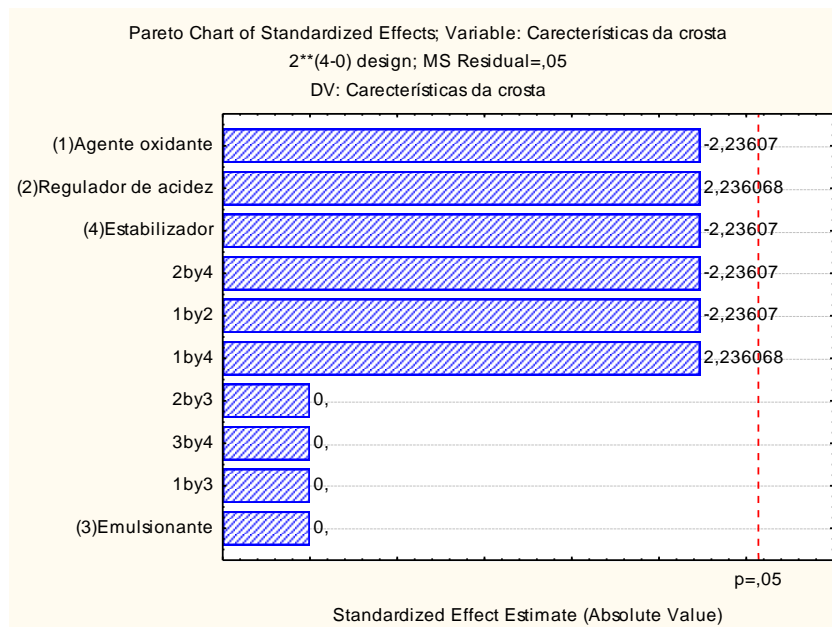 Pareto Chart of Standardized Effects; Variable: Carecterísticas da crosta
2**(4-0) design; MS Residual=,05
DV: Carecterísticas da crosta
(1)Agente oxidante
-2,23607
(2)Regulador de acidez
2,236068
(4)Estabilizador
-2,23607
2by4
-2,23607
1by2
-2,23607
1by4
2,236068
2by3
0,
3by4
0,
1by3
0,
(3)Emulsionante
0,
p=,05
Standardized Effect Estimate (Absolute Value)